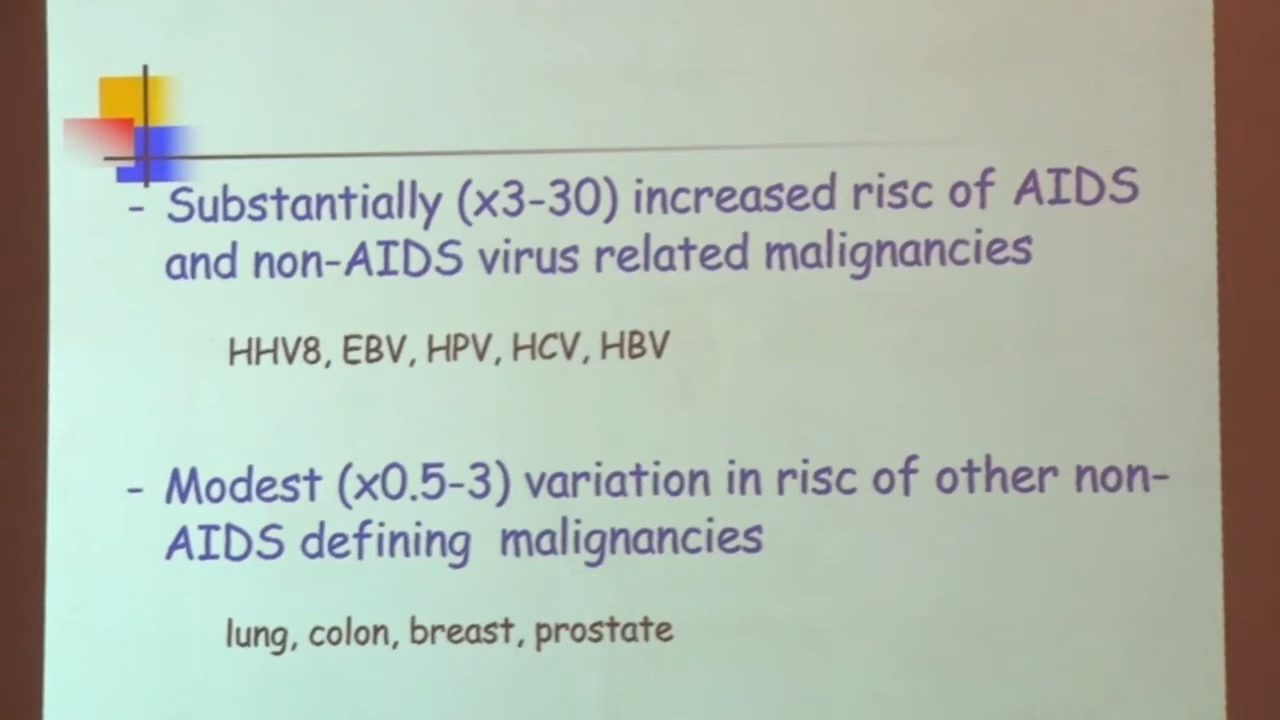 - Substantially (x3-30) increased risc of AIDS
and non-AIDS virus related malignancies
HHV8, EBV, HPV, HCV, HBV
- Modest (x0.5-3) variation in risc of other non-
AIDS defining malignancies
lung, colon, breast, prostate